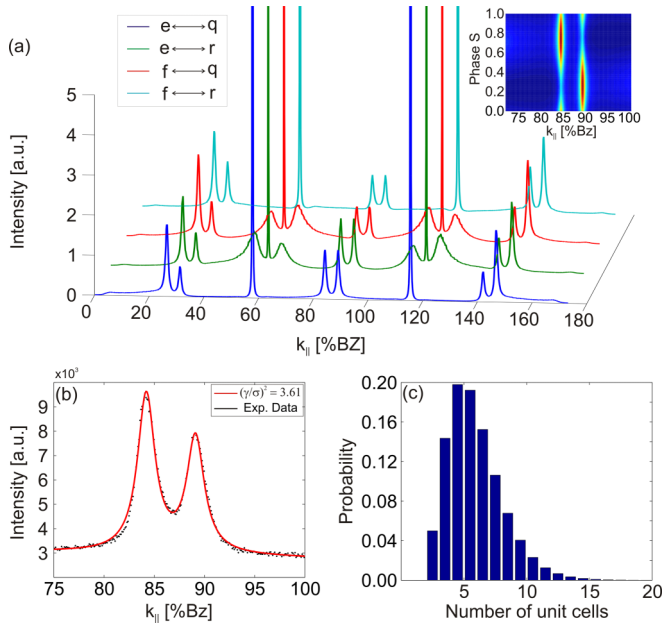 (a)
e ⟷ q
e ⟷ r
f ⟷ q
f ⟷ r
Intensity [a.u.]
5
4
3
2
1
0
0 20 40 60 80 100 120 140 160 180
k|| [%BZ]
Phase S
1.0
0.8
0.6
0.4
0.2
0.0
75 80 85 90 95 100
k|| [%Bz]
(b)
×10³
(γ/σ)² = 3.61
Exp. Data
Intensity [a.u.]
9
8
7
6
5
4
3
75 80 85 90 95 100
k|| [%Bz]
(c)
Probability
0.20
0.16
0.12
0.08
0.04
0.00
5 10 15 20
Number of unit cells